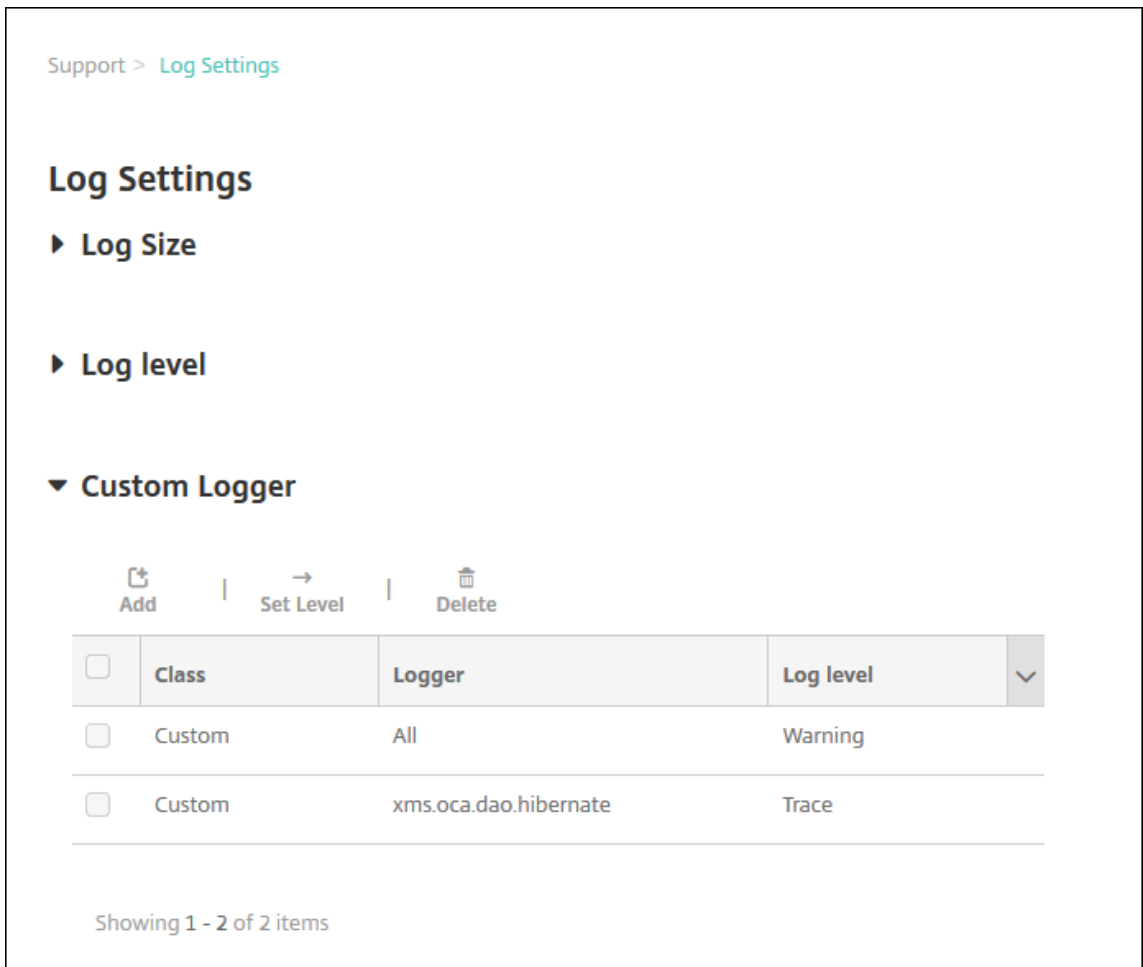 Support > Log Settings
Log Settings
Log Size
Log level
Custom Logger
Add | Set Level | Delete
Class Logger Log level
Custom All Warning
Custom xms.oca.dao.hibernate Trace
Showing 1 - 2 of 2 items